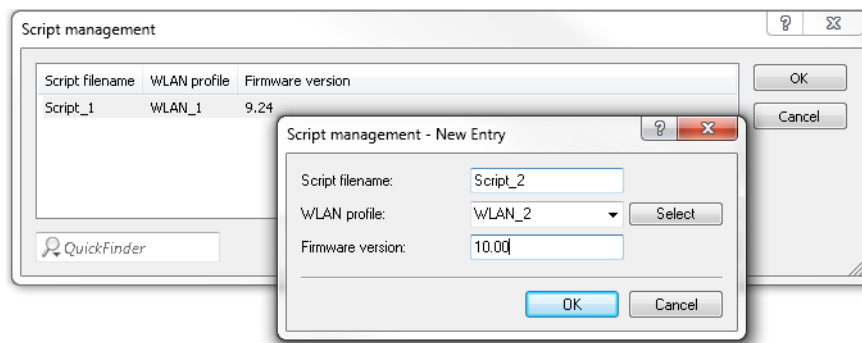 Script management
Script filename WLAN profile Firmware version
Script_1 WLAN_1 9.24
OK
Cancel
QuickFinder
Script management - New Entry
Script filename: Script_2
WLAN profile: WLAN_2 Select
Firmware version: 10.00
OK Cancel